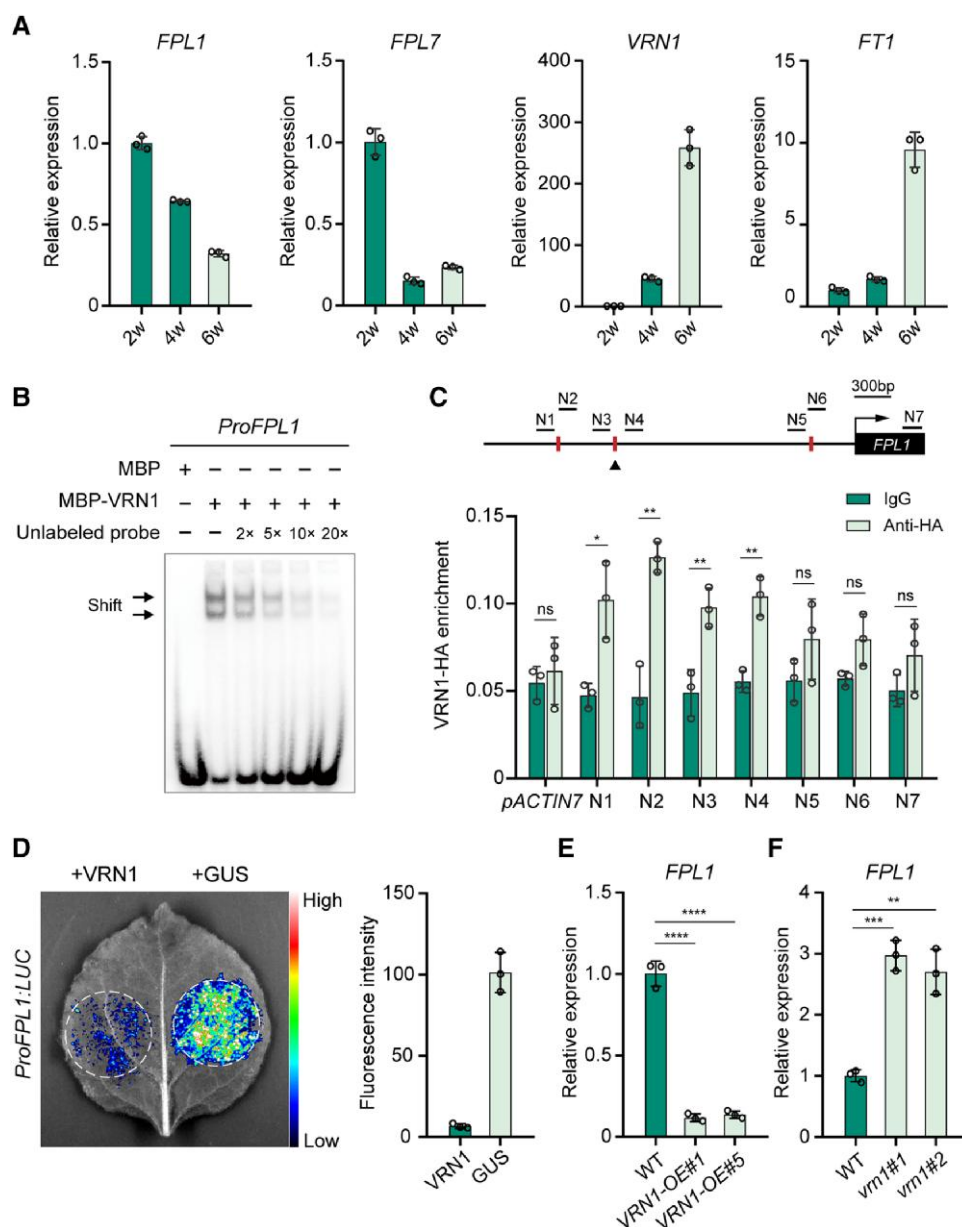 A
FPL1
FPL7
VRN1
FT1
Relative expression
1.5
1.0
0.5
0
2w
4w
6w
Relative expression
1.5
1.0
0.5
0
2w
4w
6w
Relative expression
400
300
200
100
0
2w
4w
6w
Relative expression
15
10
5
0
2w
4w
6w
B
ProFPL1
MBP + − − − − −
MBP-VRN1 − + + + + +
Unlabeled probe − − 2× 5× 10× 20×
Shift
C
300bp
N1 N2 N3 N4 N5 N6 N7
FPL1
IgG
Anti-HA
VRN1-HA enrichment
0.15
0.10
0.05
0
ns * ** ** ** ns ns ns
pACTIN7 N1 N2 N3 N4 N5 N6 N7
D
+VRN1 +GUS
ProFPL1:LUC
High
Low
Fluorescence intensity
150
100
50
0
VRN1
GUS
E
FPL1
Relative expression
1.5
1.0
0.5
0
****
****
WT
VRN1-OE#1
VRN1-OE#5
F
FPL1
Relative expression
4
3
2
1
0
**
***
WT
vrn1#1
vrn1#2